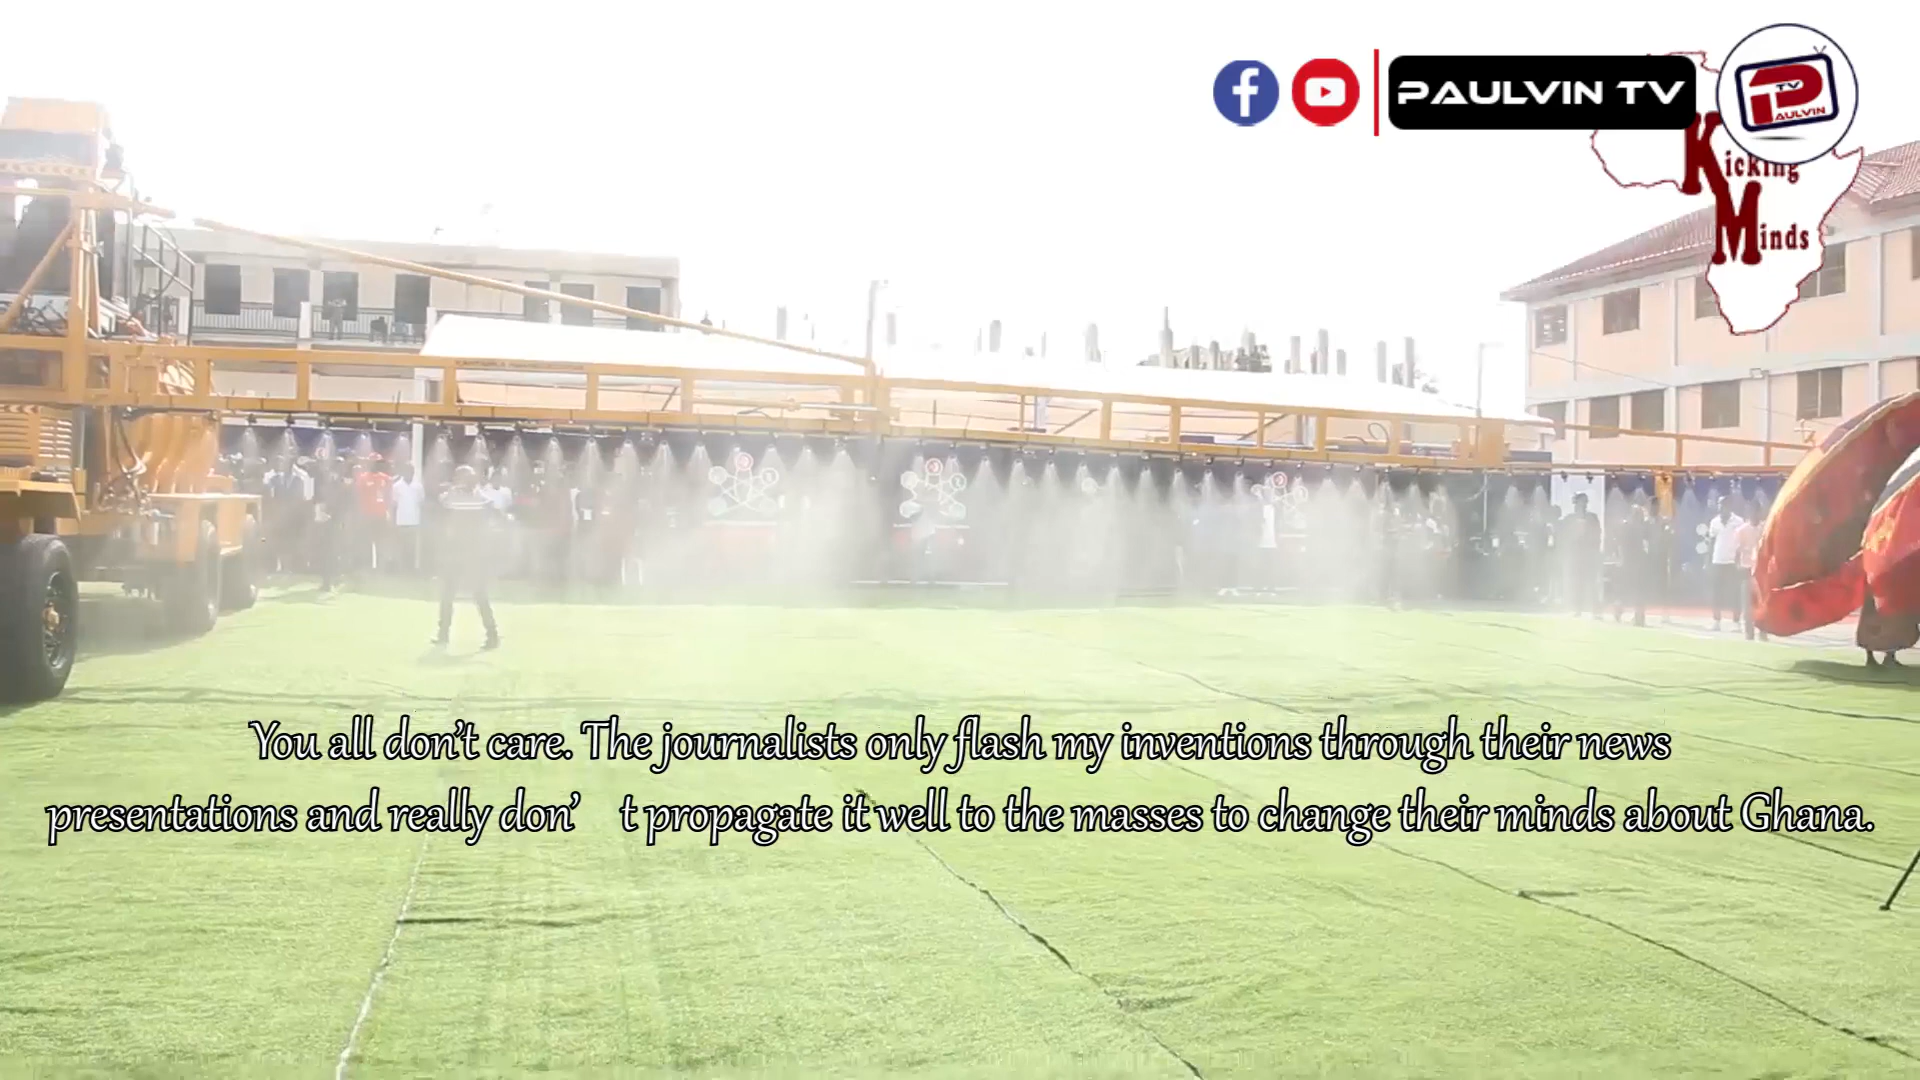 PAULVIN TV
TV
PAULVIN
Kicking
Minds
You all don't care. The journalists only flash my inventions through their news
presentations and really don’ t propagate it well to the masses to change their minds about Ghana.